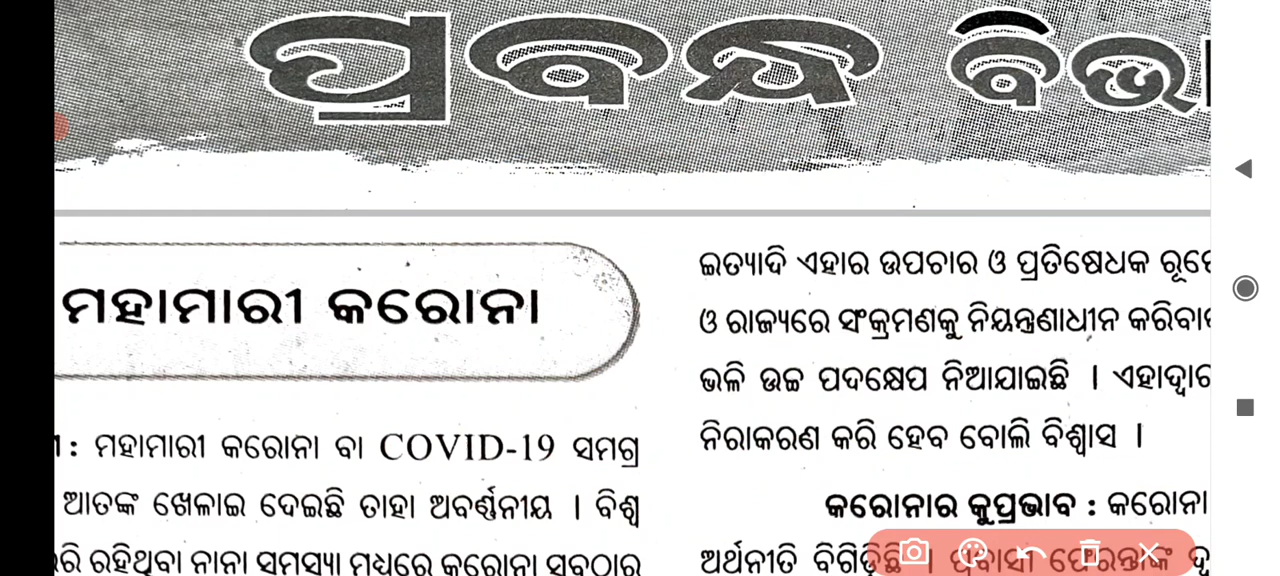 ପ୍ରବନ୍ଧ
ମହାମାରୀ କରୋନା
ମହାମାରୀ କରୋନା ବା COVID-19 ସମଗ୍ର
ଆତଙ୍କ ଖେଳାଇ ଦେଇଛି ତାହା ଅବର୍ଣ୍ଣନୀୟ । ବିଶ୍ୱ
ରହିଥିବା ନାନା ସମସ୍ୟା ମଧ୍ୟରେ କରୋନା ସବୁଠାରୁ
ଇତ୍ୟାଦି ଏହାର ଉପଚାର ଓ ପ୍ରତିଷେଧକ
ଓ ରାଜ୍ୟରେ ସଂକ୍ରମଣକୁ ନିୟନ୍ତ୍ରଣାଧୀନ
ଭଳି ଉଚ୍ଚ ପଦକ୍ଷେପ ନିଆଯାଇଛି ।
ନିରାକରଣ କରି ହେବ ବୋଲି ବିଶ୍ୱାସ ।
କରୋନାର କୁପ୍ରଭାବ : କରୋନା
ଅର୍ଥନୀତି ବିଗିଡ଼ିଛି ।